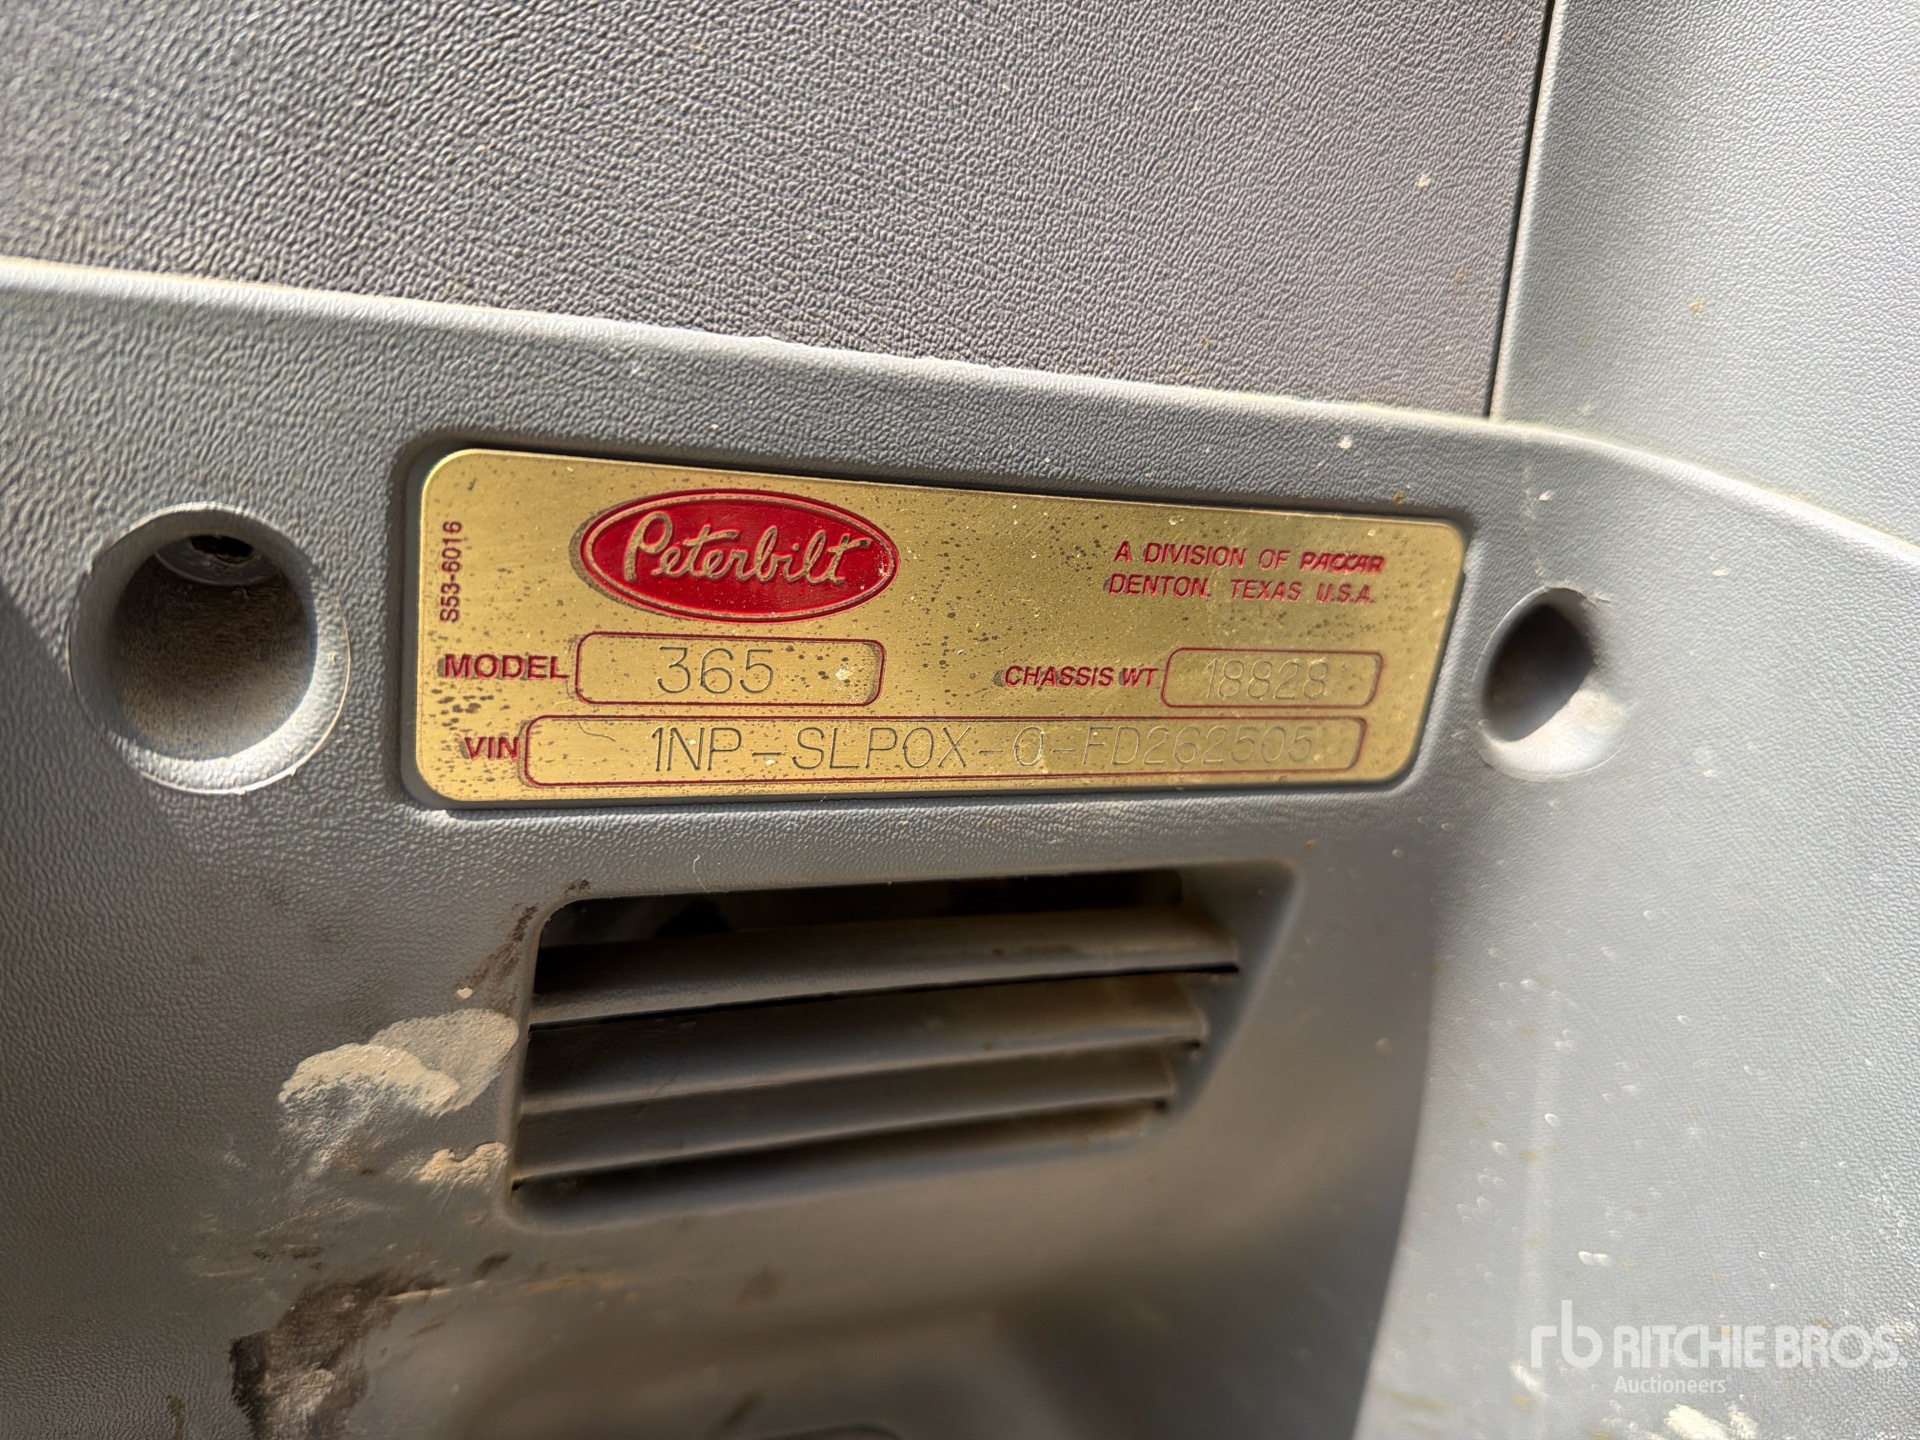 S53-6016
Peterbilt
A DIVISION OF PACCAR
DENTON, TEXAS U.S.A.
MODEL 365
CHASSIS WT 18828
VIN 1NP-SLP0X-0-FD262505
rb RITCHIE BROS
Auctioneers